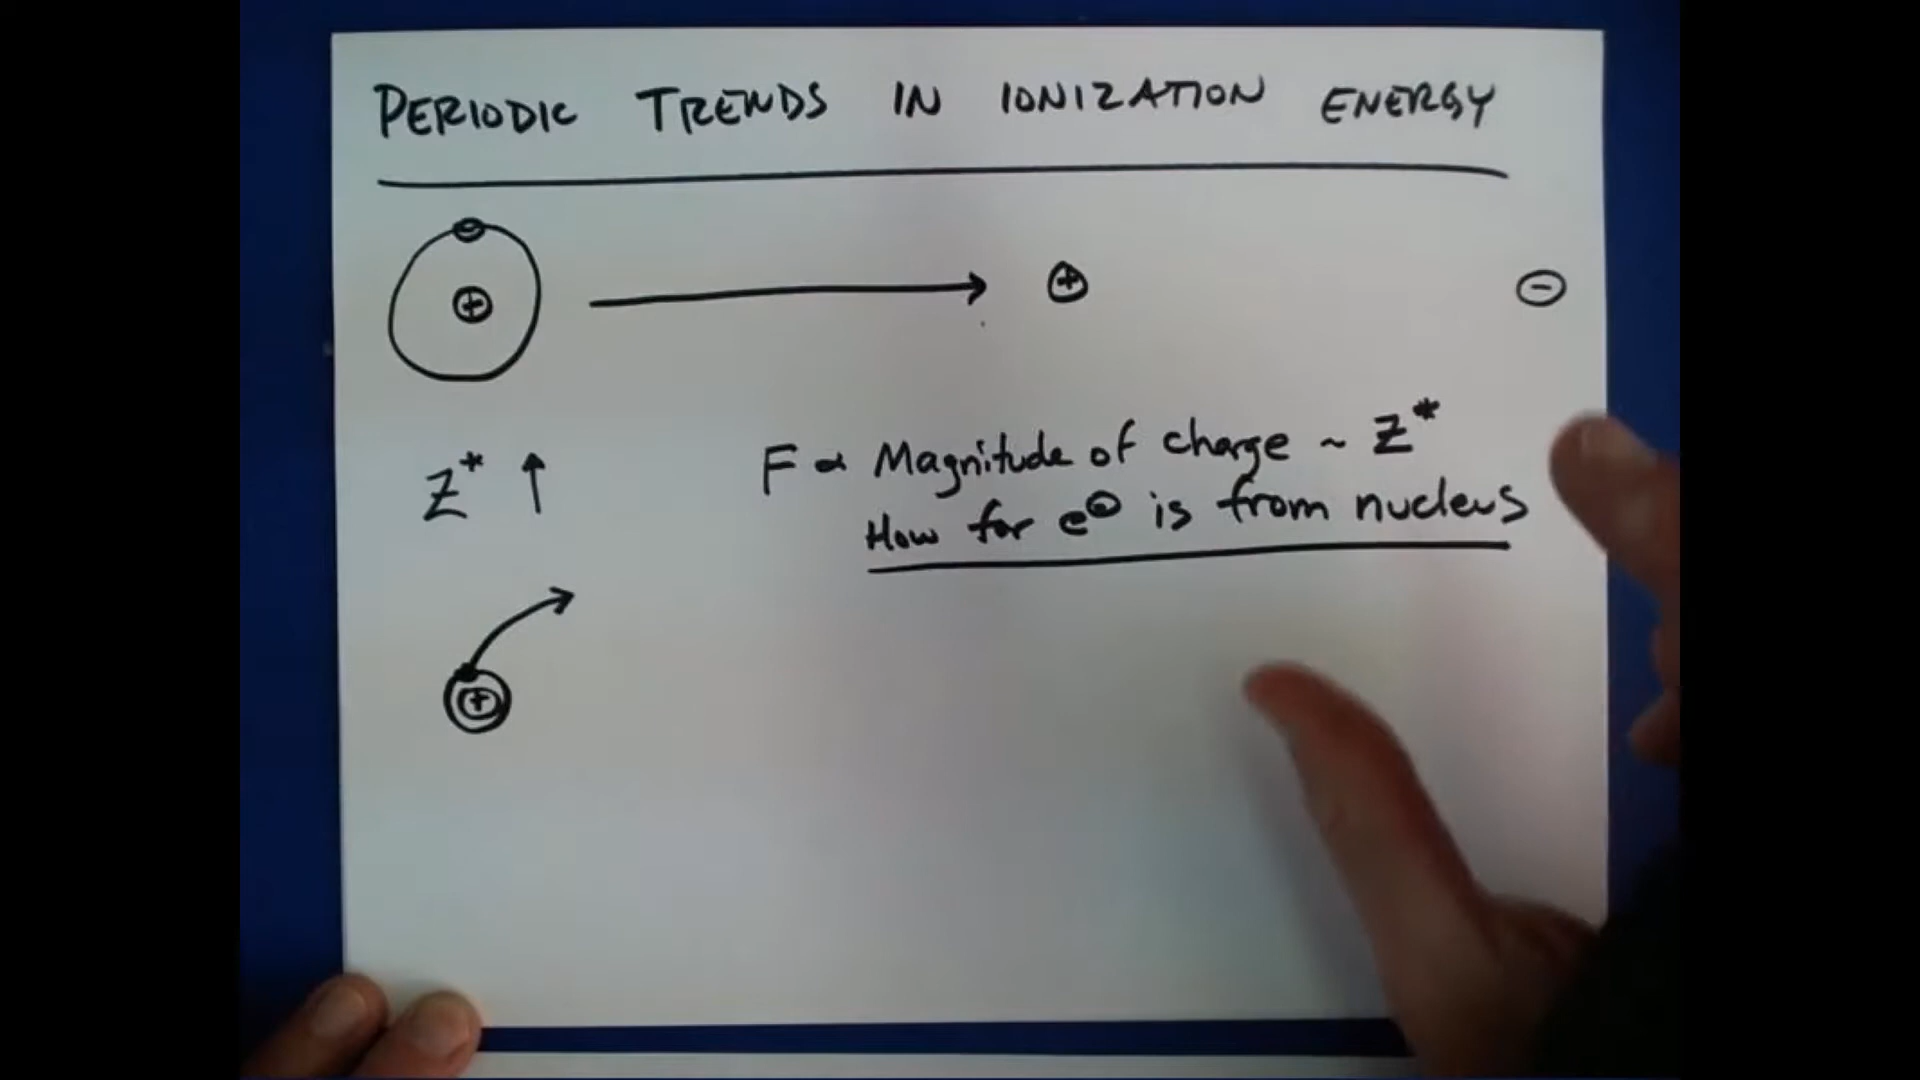 PERIODIC TRENDS IN IONIZATION ENERGY
+ −
+
Z* ↑
F ∝ Magnitude of charge ~ Z*
How far e⊖ is from nucleus
+